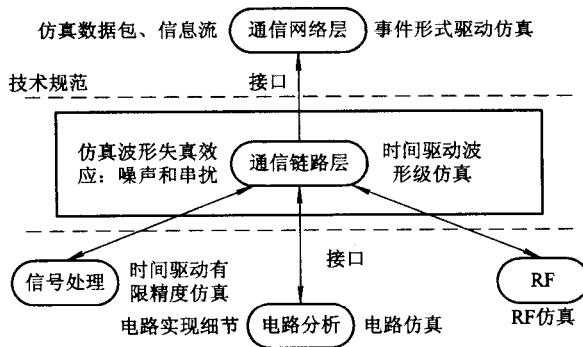 仿真数据包、信息流 通信网络层 事件形式驱动仿真
技术规范 接口
仿真波形失真效应：噪声和串扰 通信链路层 时间驱动波形级仿真
接口
信号处理 时间驱动有限精度仿真 RF
RF仿真
电路实现细节 电路分析 电路仿真